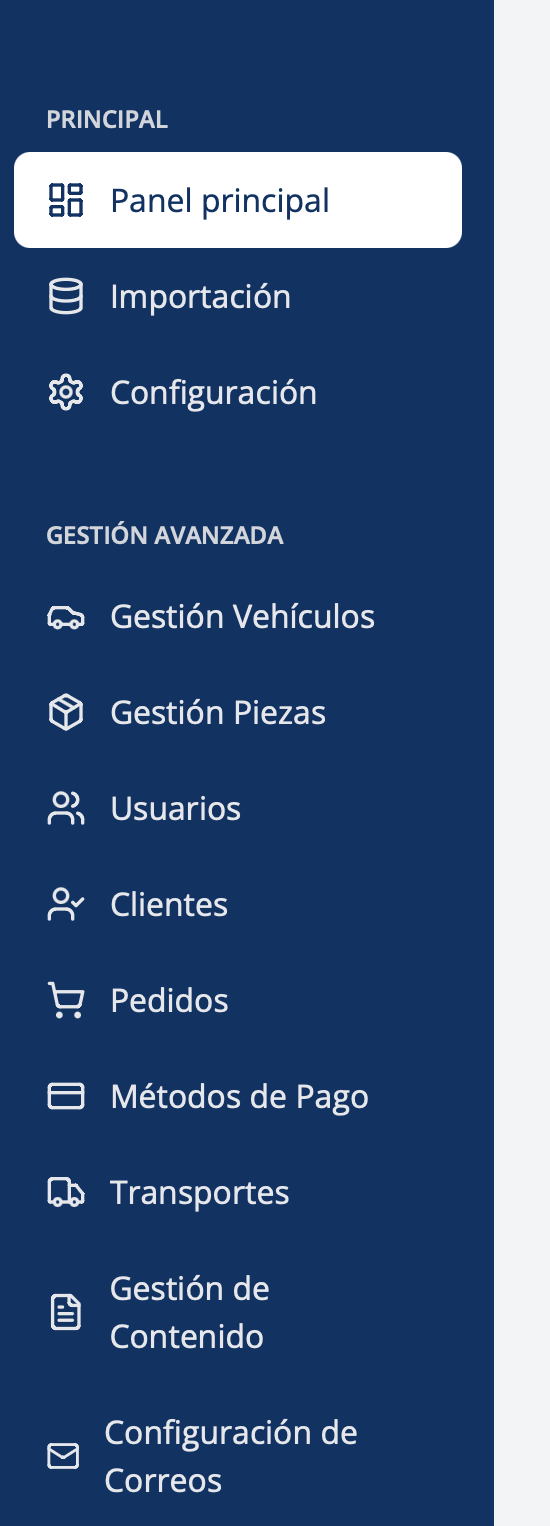 PRINCIPAL
Panel principal
Importación
Configuración
GESTIÓN AVANZADA
Gestión Vehículos
Gestión Piezas
Usuarios
Clientes
Pedidos
Métodos de Pago
Transportes
Gestión de
Contenido
Configuración de
Correos